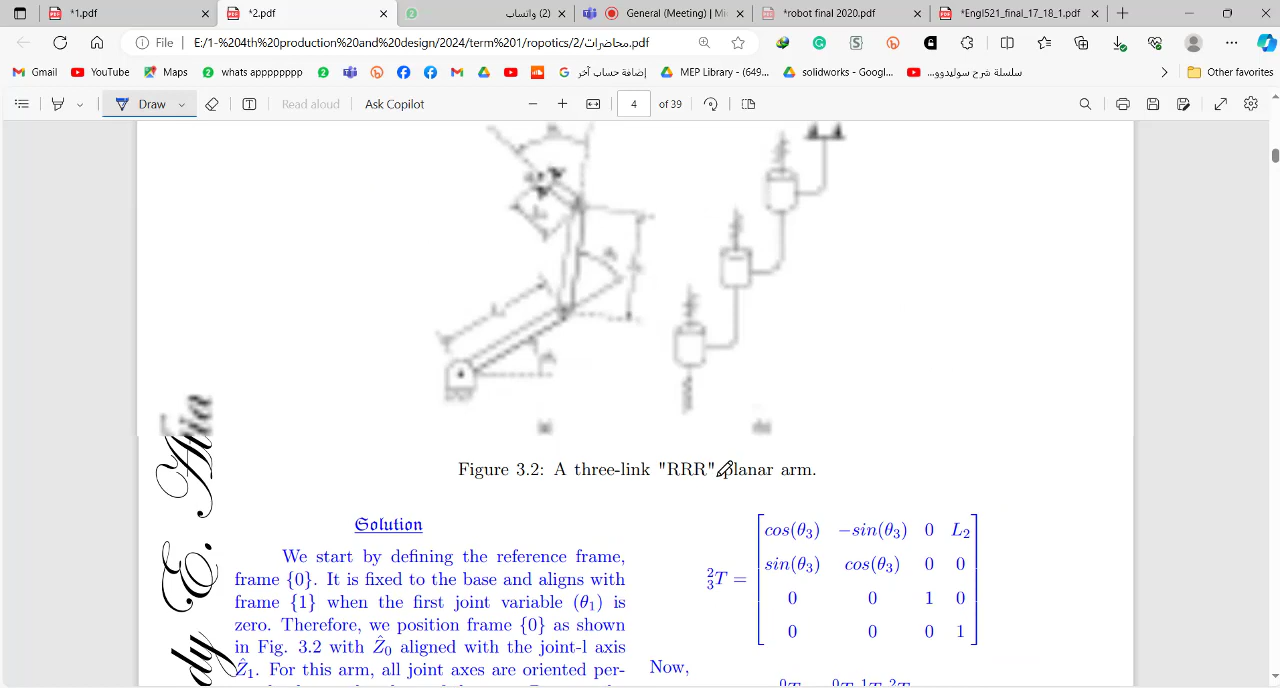 *1.pdf
*2.pdf
(2) واتساب
General (Meeting) | Mi
*robot final 2020.pdf
*Engl521_final_17_18_1.pdf
File
E:/1-%204th%20production%20and%20design/2024/term%201/ropotics/2/محاضرات.pdf
Gmail
YouTube
Maps
whats apppppppp
إضافة حساب آخر
MEP Library - (649...
solidworks - Googl...
سلسلة شرح سوليدوو...
Other favorites
Draw
Read aloud
Ask Copilot
4
of 39
(a)
(b)
Figure 3.2: A three-link "RRR" planar arm.
Solution
We start by defining the reference frame,
frame {0}. It is fixed to the base and aligns with
frame {1} when the first joint variable (θ₁) is
zero. Therefore, we position frame {0} as shown
in Fig. 3.2 with Ẑ₀ aligned with the joint-l axis
Ẑ₁. For this arm, all joint axes are oriented per-
cos(θ₃) −sin(θ₃) 0 L₂
sin(θ₃) cos(θ₃) 0 0
²₃T =
0 0 1 0
0 0 0 1
Now,